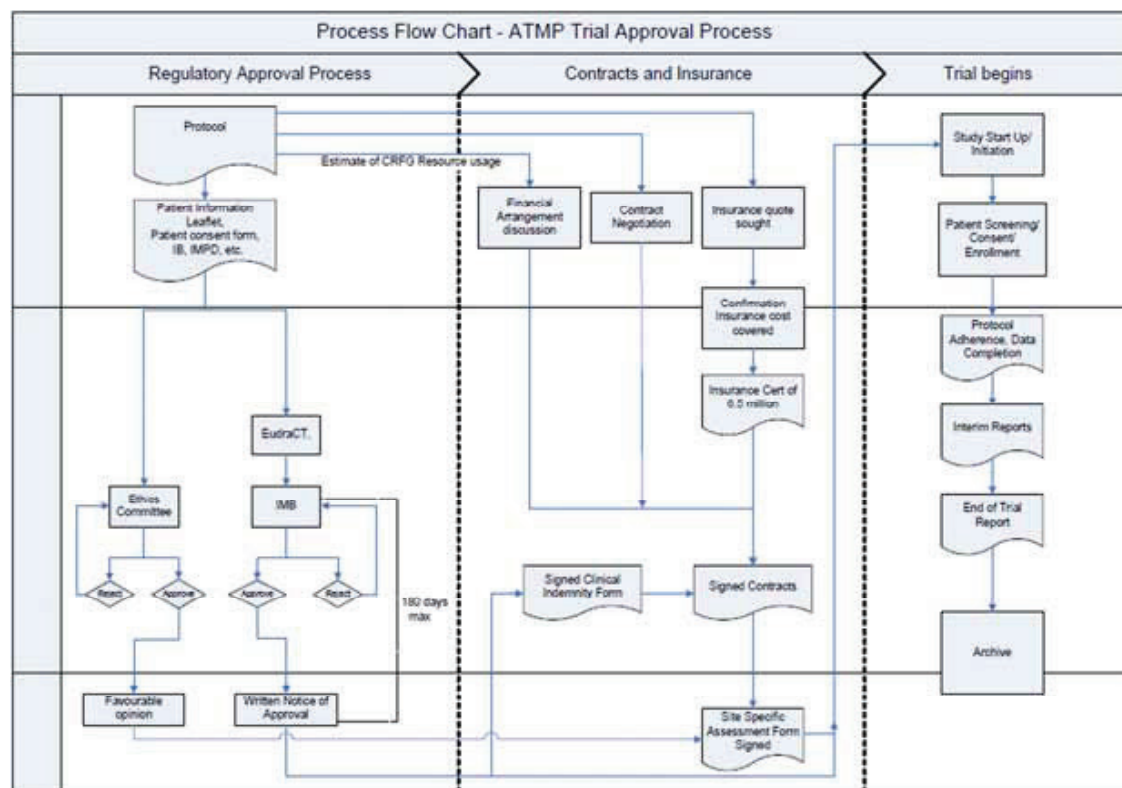 Process Flow Chart - ATMP Trial Approval Process
Regulatory Approval Process
Contracts and Insurance
Trial begins
Protocol
Estimate of CRFG Resource usage
Patient Information
Leaflet,
Patient consent form,
IB, IMPD, etc.
Financial
Arrangement
discussion
Contract
Negotiation
Insurance quote
sought
Study Start Up/
Initiation
Patient Screening/
Consent/
Enrollment
Confirmation
Insurance cost
covered
Insurance Cert of
6.5 million
Protocol
Adherence, Data
Completion
Interim Reports
EudraCT,
Ethics
Committee
IMB
End of Trial
Report
Reject
Approve
Approve
Reject
180 days
max
Signed Clinical
Indemnity Form
Signed Contracts
Archive
Favourable
opinion
Written Notice of
Approval
Site Specific
Assessment Form
Signed